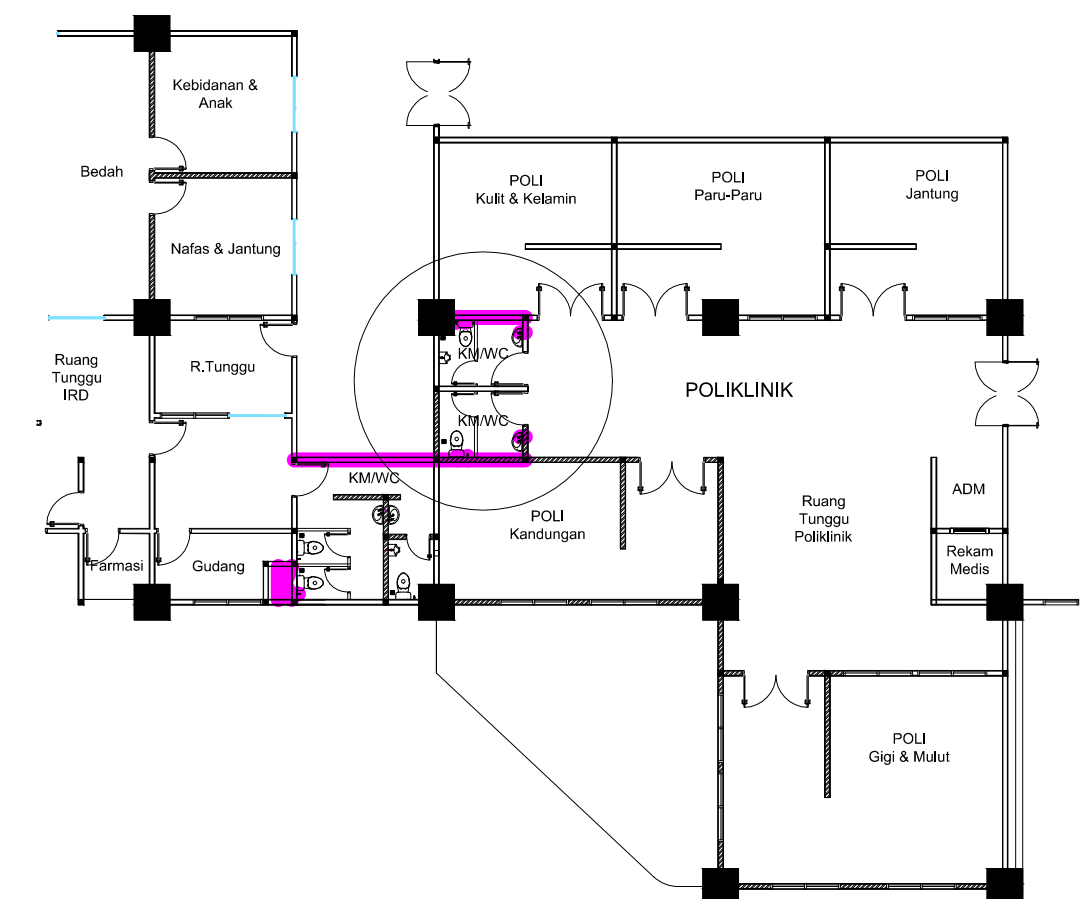 Kebidanan &
Anak
Bedah
Nafas & Jantung
POLI
Kulit & Kelamin
POLI
Paru-Paru
POLI
Jantung
Ruang
Tunggu
IRD
R.Tunggu
KM/WC
KM/WC
POLIKLINIK
KM/WC
POLI
Kandungan
Ruang
Tunggu
Poliklinik
ADM
Rekam
Medis
Farmasi
Gudang
POLI
Gigi & Mulut